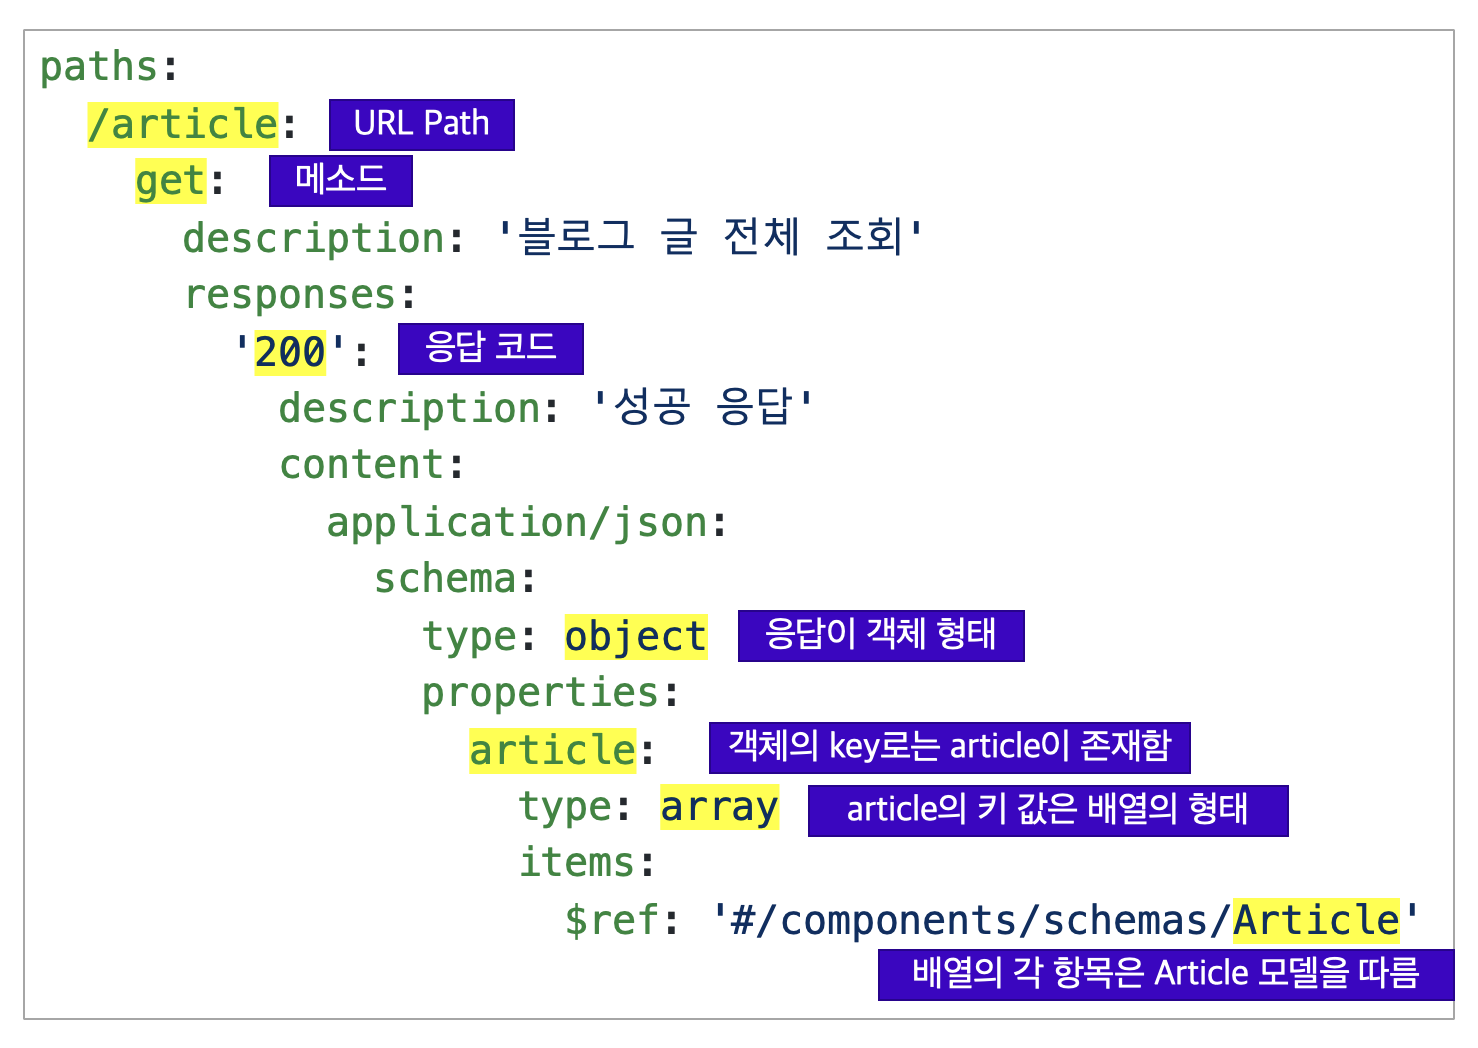 paths:
/article: URL Path
get: 메소드
description: '블로그 글 전체 조회'
responses:
'200': 응답 코드
description: '성공 응답'
content:
application/json:
schema:
type: object 응답이 객체 형태
properties:
article: 객체의 key로는 article이 존재함
type: array article의 키 값은 배열의 형태
items:
$ref: '#/components/schemas/Article'
배열의 각 항목은 Article 모델을 따름